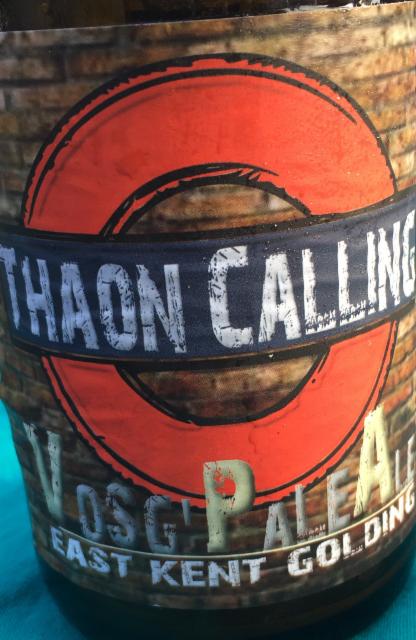 THAON CALLING
VOSG' PALE ALE
EAST KENT GOLDING